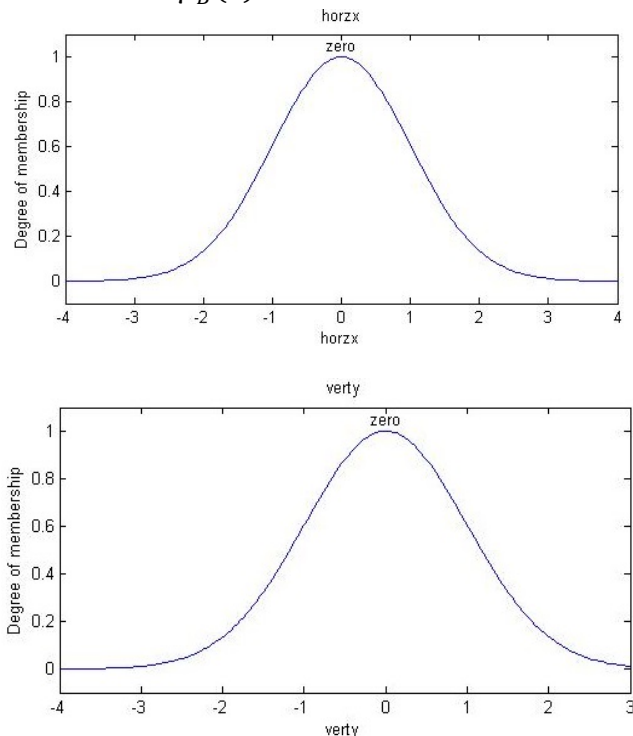 horzx
zero
Degree of membership
1
0.8
0.6
0.4
0.2
0
-4 -3 -2 -1 0 1 2 3 4
horzx
verty
zero
Degree of membership
1
0.8
0.6
0.4
0.2
0
-4 -3 -2 -1 0 1 2 3
verty